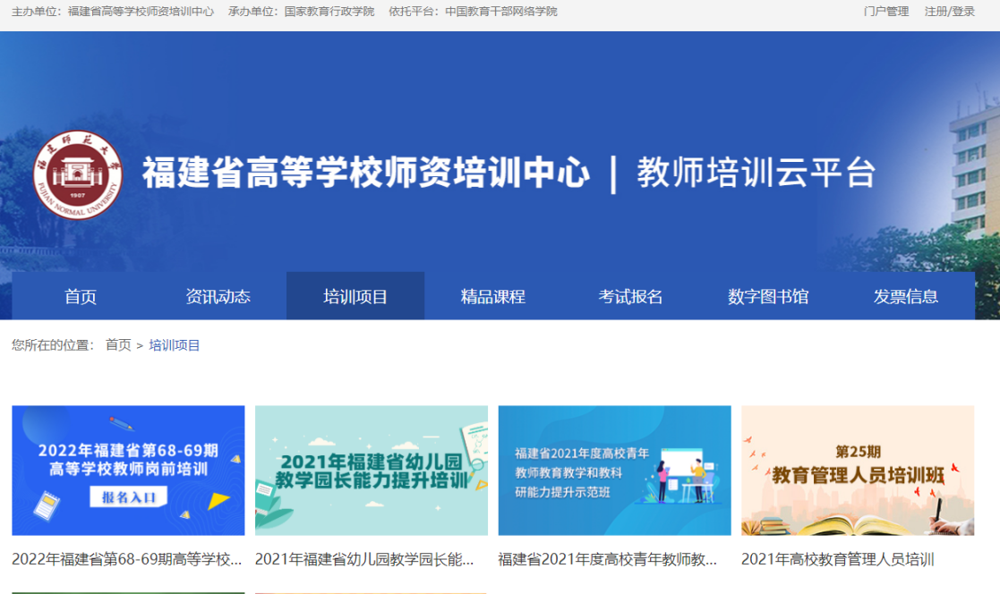 主办单位：福建省高等学校师资培训中心 承办单位：国家教育行政学院 依托平台：中国教育干部网络学院 门户管理 注册/登录
福建师范大学
1907
FUJIAN NORMAL UNIVERSITY
福建省高等学校师资培训中心 | 教师培训云平台
首页 资讯动态 培训项目 精品课程 考试报名 数字图书馆 发票信息
您所在的位置： 首页 > 培训项目
2022年福建省第68-69期
高等学校教师岗前培训
报名入口
2021年福建省幼儿园
教学园长能力提升培训
福建省2021年度高校青年
教师教育教学和教科
研能力提升示范班
第25期
教育管理人员培训班
2022年福建省第68-69期高等学校...
2021年福建省幼儿园教学园长能...
福建省2021年度高校青年教师教...
2021年高校教育管理人员培训